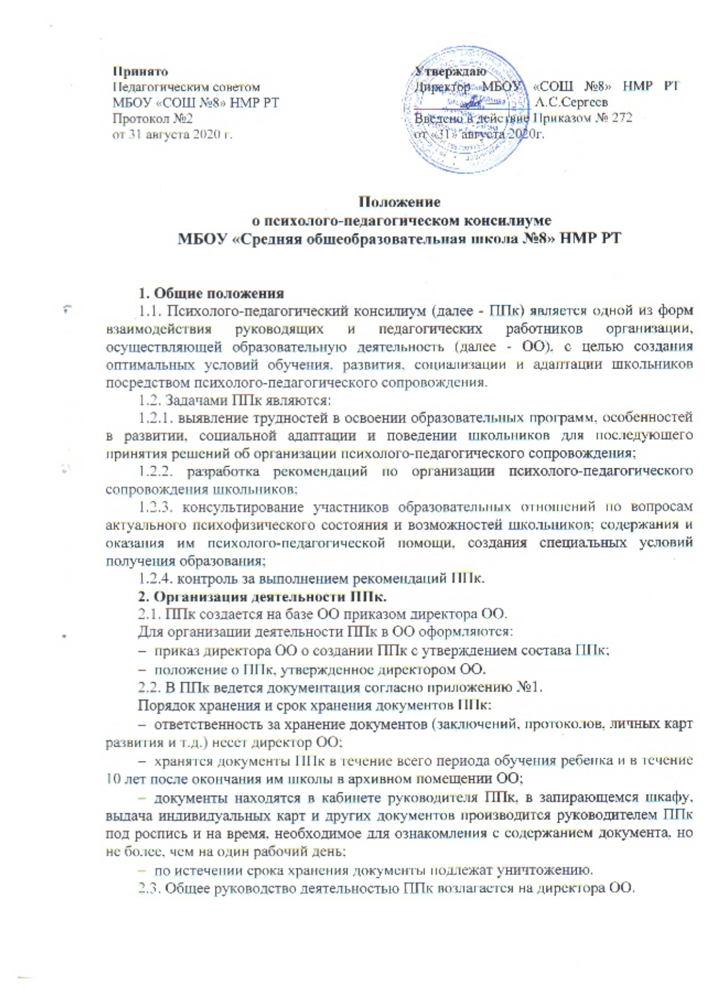 Принято
Педагогическим советом
МБОУ «СОШ №8» НМР РТ
Протокол №2
от 31 августа 2020 г.
Утверждаю
Директор МБОУ «СОШ №8» НМР РТ
А.С.Сергеев
Введено в действие Приказом № 272
от «31» августа 2020г.
Положение
о психолого-педагогическом консилиуме
МБОУ «Средняя общеобразовательная школа №8» НМР РТ
1. Общие положения
1.1. Психолого-педагогический консилиум (далее - ППк) является одной из форм
взаимодействия руководящих и педагогических работников организации,
осуществляющей образовательную деятельность (далее - ОО), с целью создания
оптимальных условий обучения, развития, социализации и адаптации школьников
посредством психолого-педагогического сопровождения.
1.2. Задачами ППк являются:
1.2.1. выявление трудностей в освоении образовательных программ, особенностей
в развитии, социальной адаптации и поведении школьников для последующего
принятия решений об организации психолого-педагогического сопровождения;
1.2.2. разработка рекомендаций по организации психолого-педагогического
сопровождения школьников;
1.2.3. консультирование участников образовательных отношений по вопросам
актуального психофизического состояния и возможностей школьников; содержания и
оказания им психолого-педагогической помощи, создания специальных условий
получения образования;
1.2.4. контроль за выполнением рекомендаций ППк.
2. Организация деятельности ППк.
2.1. ППк создается на базе ОО приказом директора ОО.
Для организации деятельности ППк в ОО оформляются:
– приказ директора ОО о создании ППк с утверждением состава ППк;
– положение о ППк, утвержденное директором ОО.
2.2. В ППк ведется документация согласно приложению №1.
Порядок хранения и срок хранения документов ППк:
– ответственность за хранение документов (заключений, протоколов, личных карт
развития и т.д.) несет директор ОО;
– хранятся документы ППк в течение всего периода обучения ребенка и в течение
10 лет после окончания им школы в архивном помещении ОО;
– документы находятся в кабинете руководителя ППк, в запирающемся шкафу,
выдача индивидуальных карт и других документов производится руководителем ППк
под роспись и на время, необходимое для ознакомления с содержанием документа, но
не более, чем на один рабочий день;
– по истечении срока хранения документы подлежат уничтожению.
2.3. Общее руководство деятельностью ППк возлагается на директора ОО.